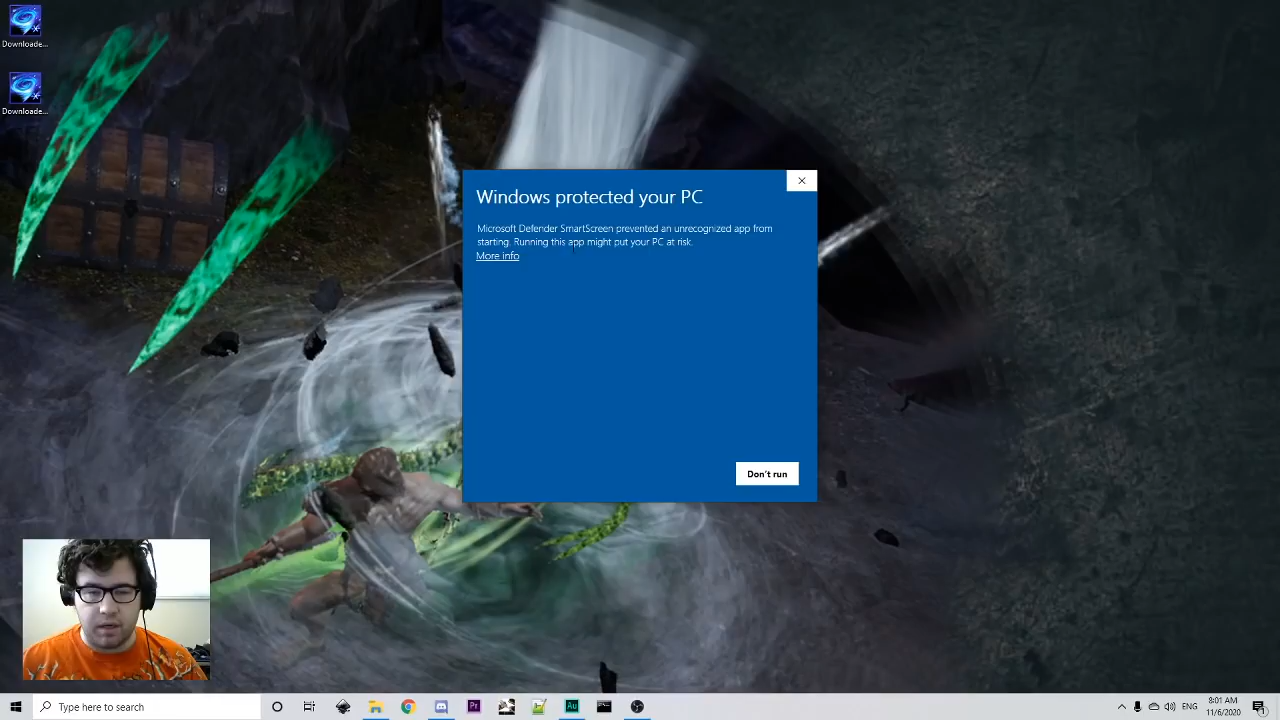 Downloade...
Downloade...
Windows protected your PC
Microsoft Defender SmartScreen prevented an unrecognized app from
starting. Running this app might put your PC at risk.
More info
Don't run
Type here to search
Pr
Au
ENG
8:01 AM
11/6/2020